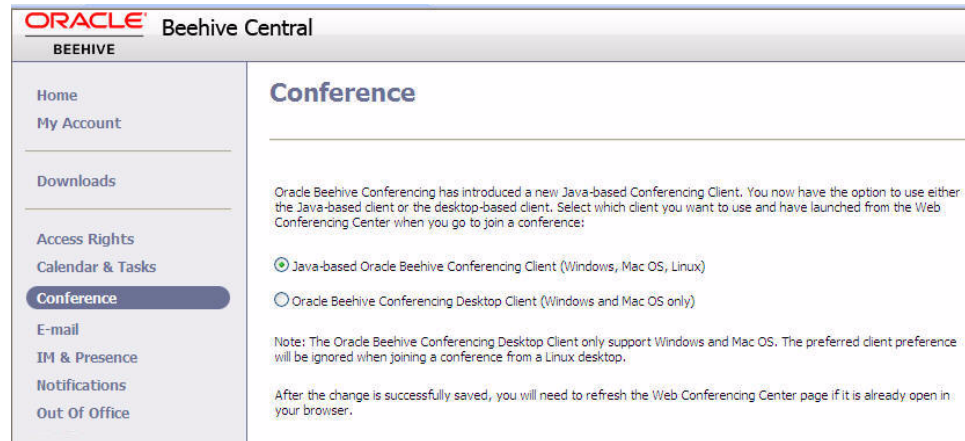 ORACLE
BEEHIVE
Beehive Central
Home
My Account
Downloads
Access Rights
Calendar & Tasks
Conference
E-mail
IM & Presence
Notifications
Out Of Office
Conference
Oracle Beehive Conferencing has introduced a new Java-based Conferencing Client. You now have the option to use either
the Java-based client or the desktop-based client. Select which client you want to use and have launched from the Web
Conferencing Center when you go to join a conference:
Java-based Oracle Beehive Conferencing Client (Windows, Mac OS, Linux)
Oracle Beehive Conferencing Desktop Client (Windows and Mac OS only)
Note: The Oracle Beehive Conferencing Desktop Client only support Windows and Mac OS. The preferred client preference
will be ignored when joining a conference from a Linux desktop.
After the change is successfully saved, you will need to refresh the Web Conferencing Center page if it is already open in
your browser.